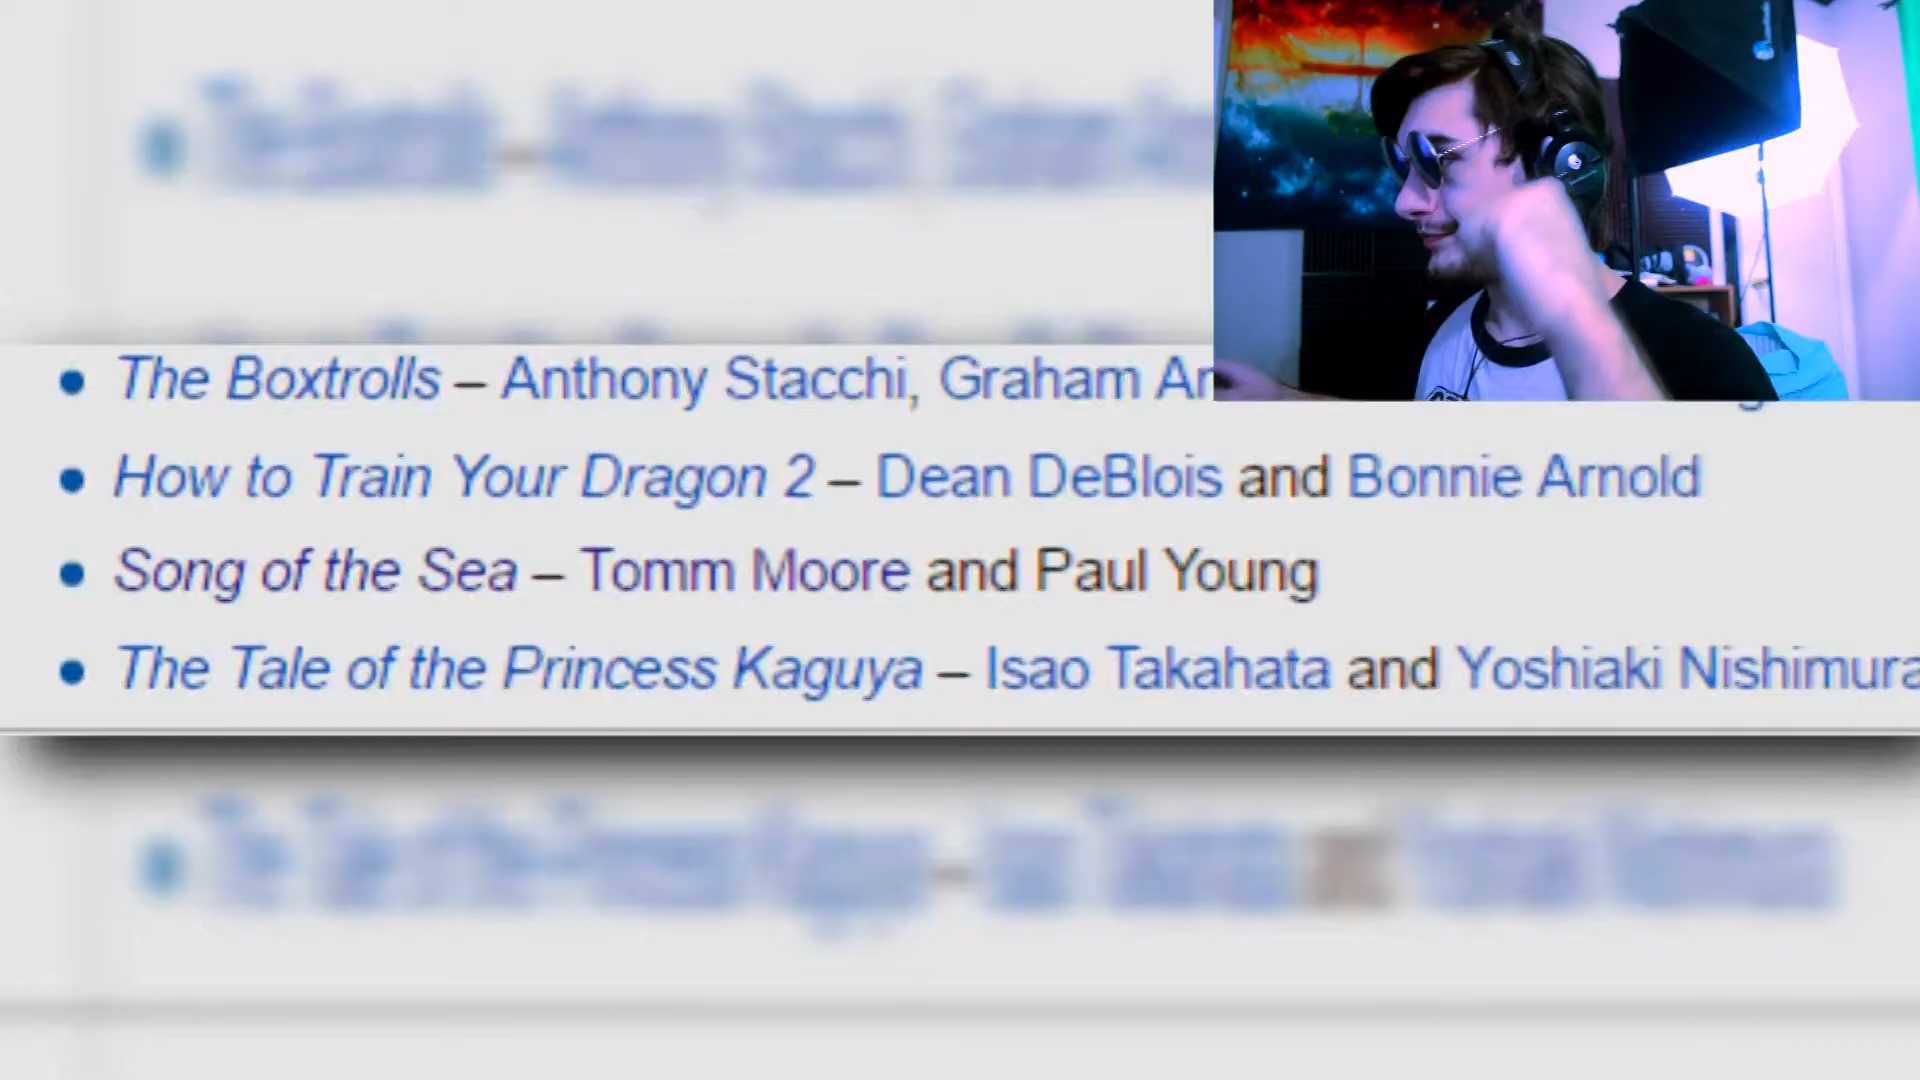 The Boxtrolls – Anthony Stacchi, Graham
How to Train Your Dragon 2 – Dean DeBlois and Bonnie Arnold
Song of the Sea – Tomm Moore and Paul Young
The Tale of the Princess Kaguya – Isao Takahata and Yoshiaki Nishimura